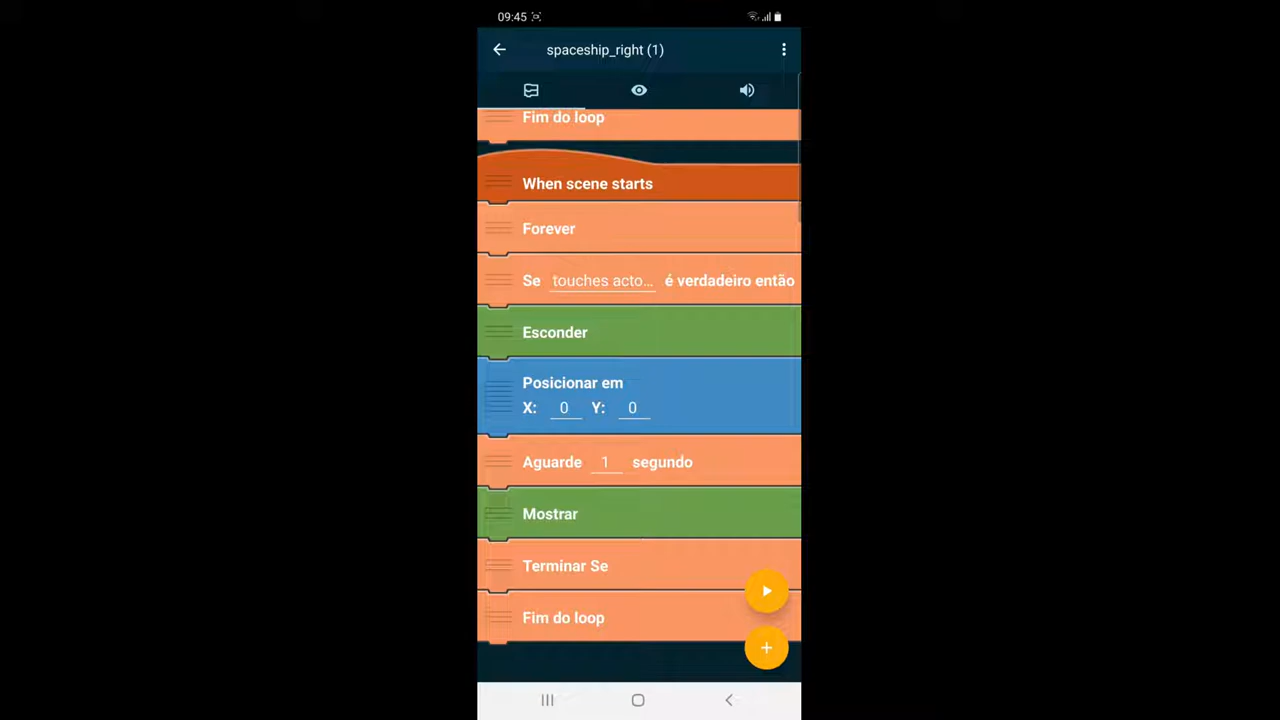 09:45
spaceship_right (1)
Fim do loop
When scene starts
Forever
Se touches acto... é verdadeiro então
Esconder
Posicionar em
X: 0 Y: 0
Aguarde 1 segundo
Mostrar
Terminar Se
Fim do loop